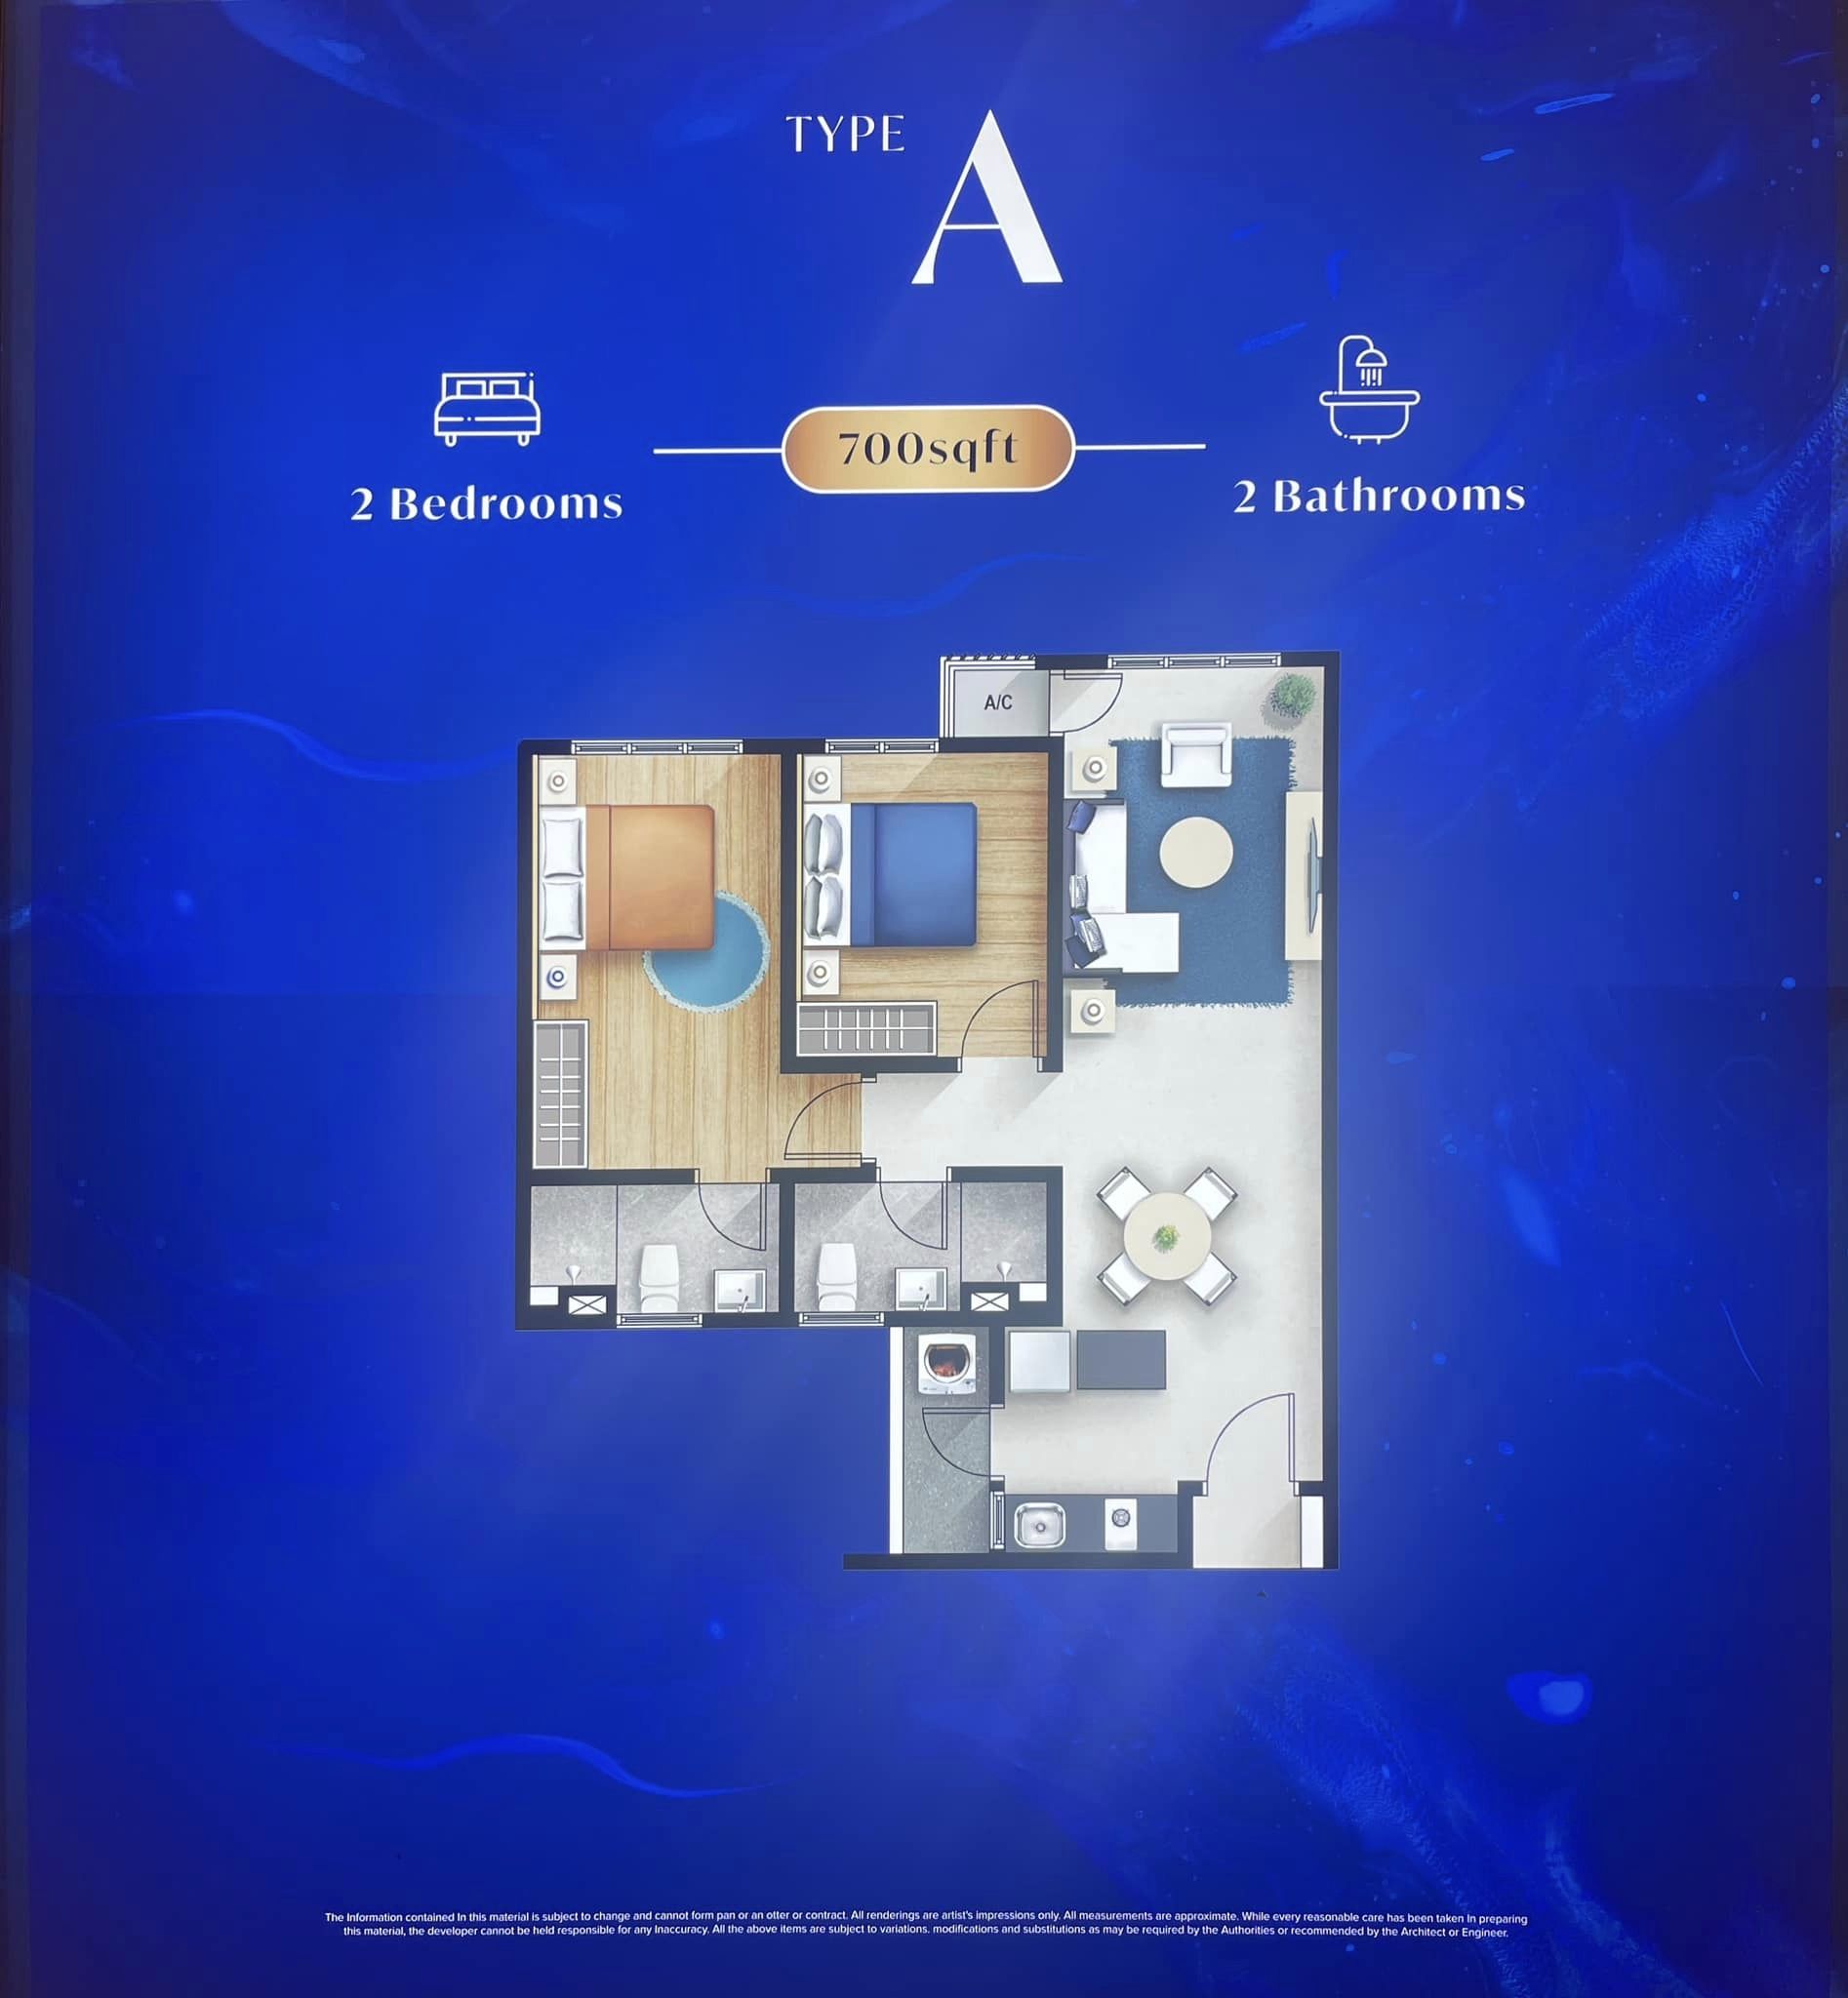 TYPE A
2 Bedrooms
700sqft
2 Bathrooms
A/C
The Information contained In this material is subject to change and cannot form pan or an otter or contract. All renderings are artist's impressions only. All measurements are approximate. While every reasonable care has been taken In preparing
this material, the developer cannot be held responsible for any Inaccuracy. All the above items are subject to variations. modifications and substitutions as may be required by the Authorities or recommended by the Architect or Engineer.